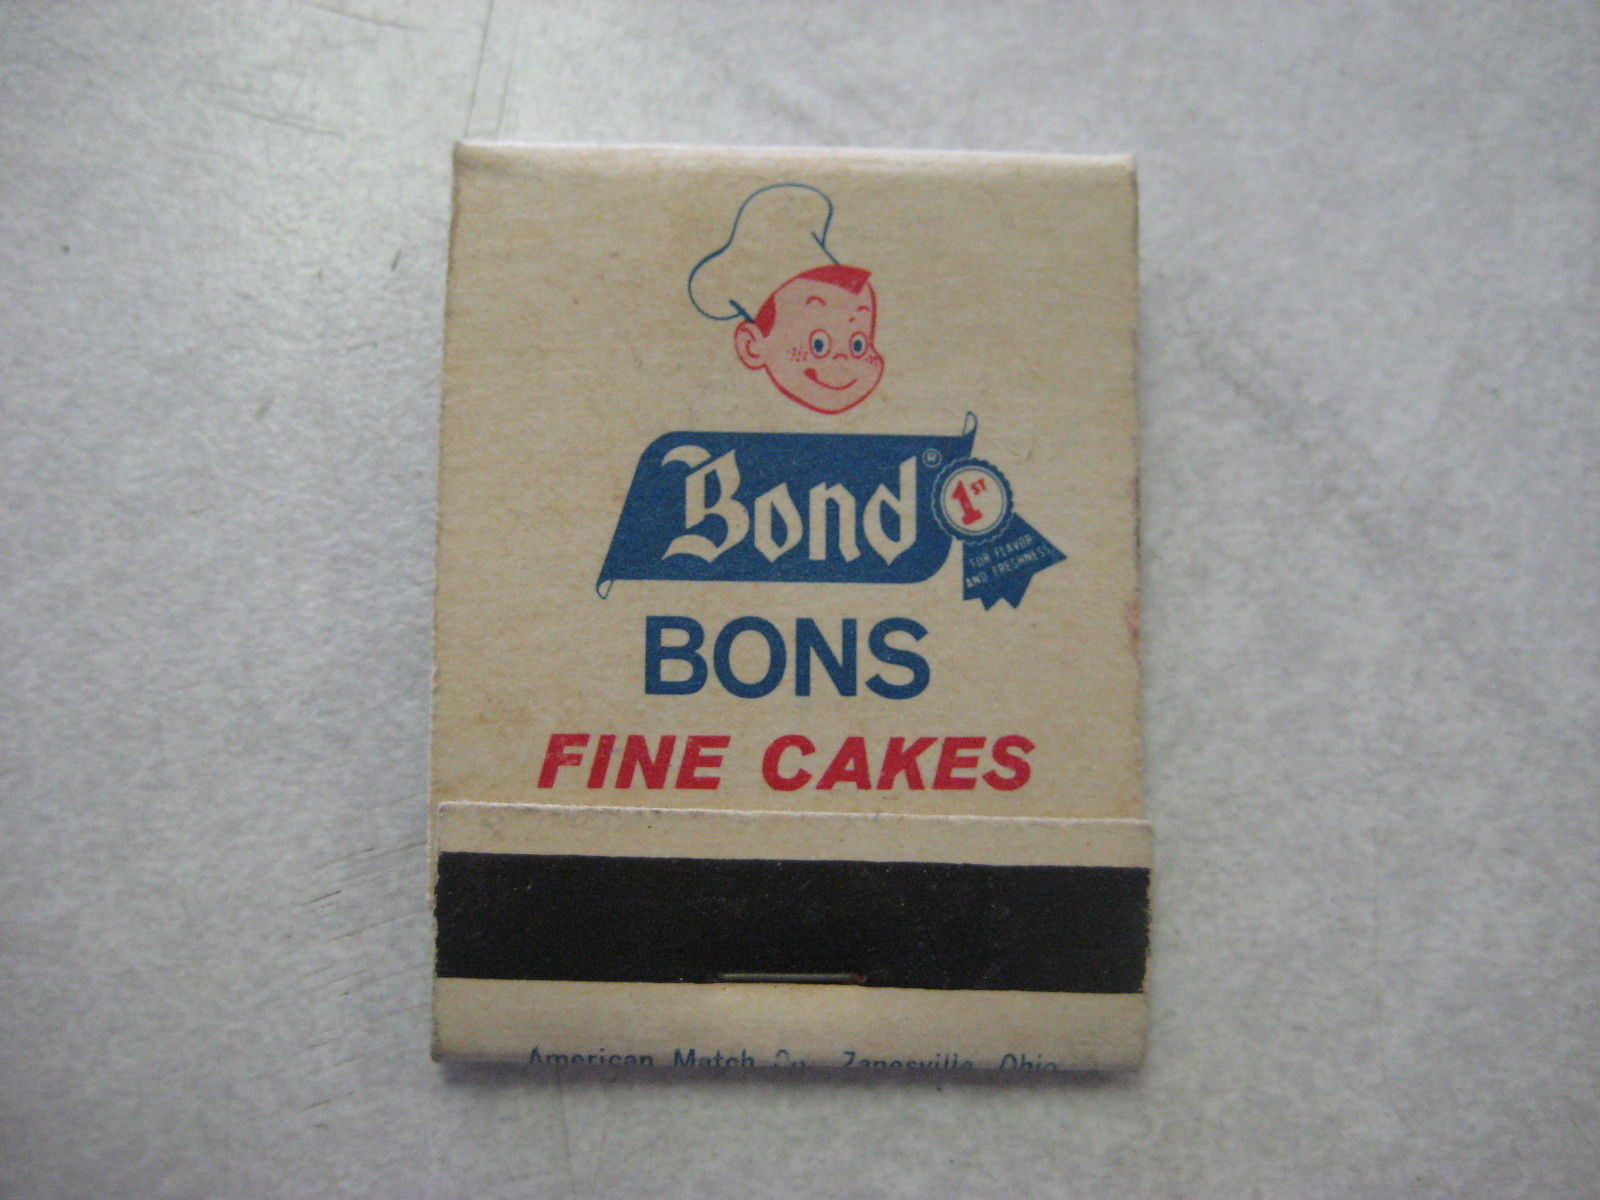 Bond®
1ST
FOR FLAVOR
AND FRESHNESS
BONS
FINE CAKES
American Match Co. Zanesville, Ohio